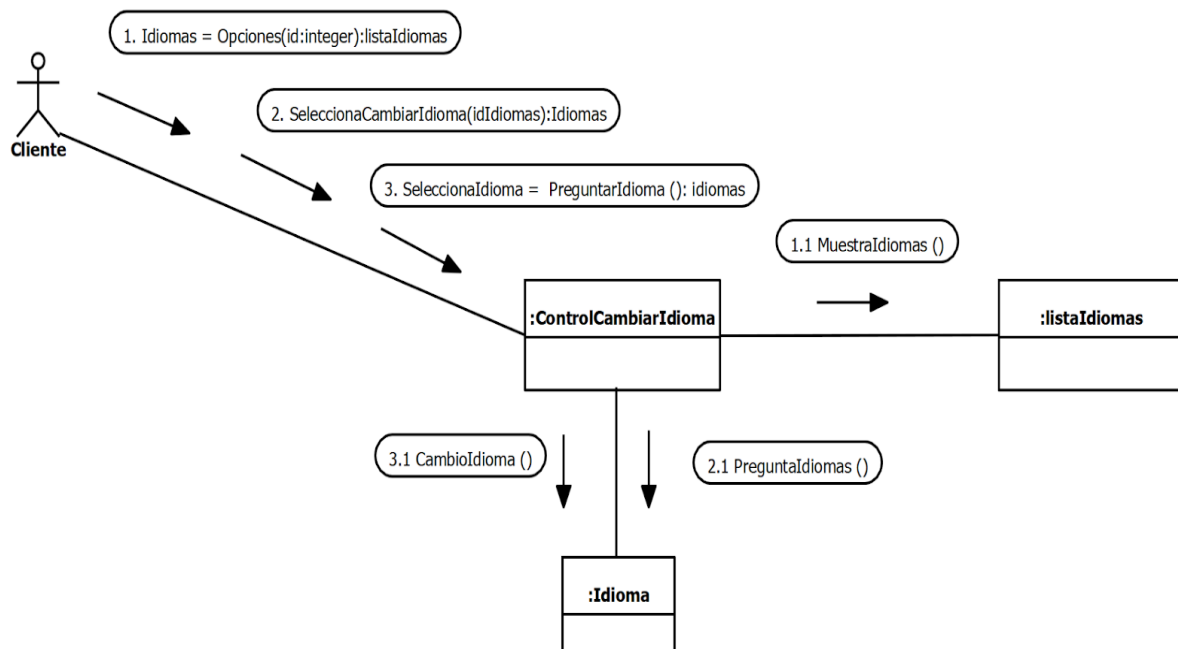 1. Idiomas = Opciones(id:integer):listaIdiomas
2. SeleccionaCambiarIdioma(idIdiomas):Idiomas
Cliente
3. SeleccionaIdioma = PreguntarIdioma (): idiomas
1.1 MuestraIdiomas ()
:ControlCambiarIdioma
:listaIdiomas
3.1 CambioIdioma ()
2.1 PreguntaIdiomas ()
:Idioma